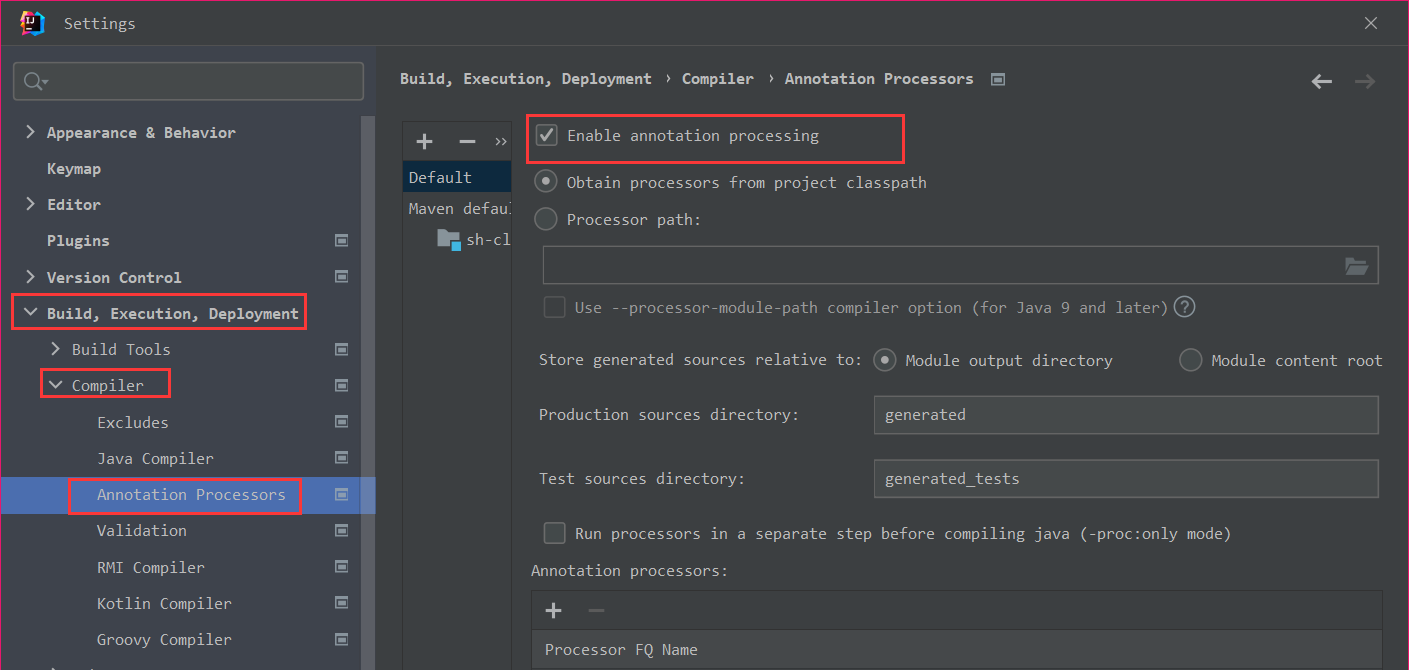 Settings
Appearance & Behavior
Keymap
Editor
Plugins
Version Control
Build, Execution, Deployment
Build Tools
Compiler
Excludes
Java Compiler
Annotation Processors
Validation
RMI Compiler
Kotlin Compiler
Groovy Compiler
Build, Execution, Deployment › Compiler › Annotation Processors
Default
Maven defaul
sh-cl
Enable annotation processing
Obtain processors from project classpath
Processor path:
Use --processor-module-path compiler option (for Java 9 and later) ?
Store generated sources relative to: Module output directory Module content root
Production sources directory: generated
Test sources directory: generated_tests
Run processors in a separate step before compiling java (-proc:only mode)
Annotation processors:
Processor FQ Name